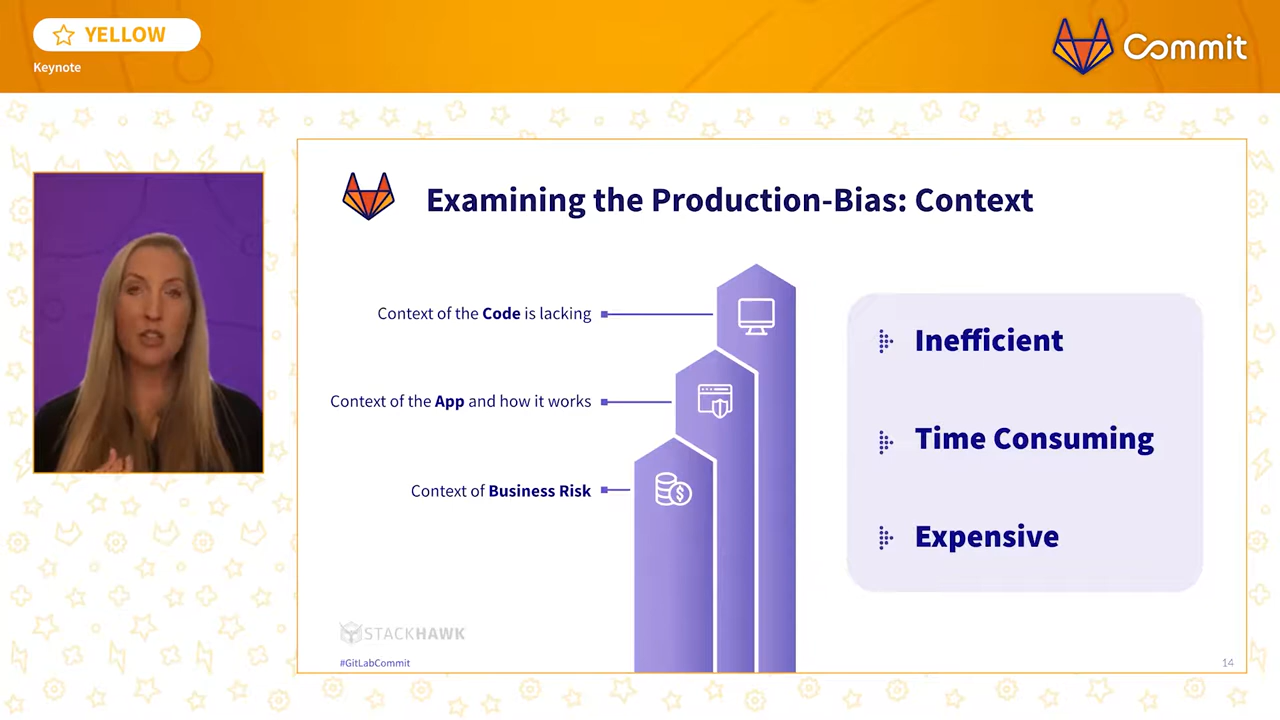 YELLOW
Keynote
Commit
Examining the Production-Bias: Context
Context of the Code is lacking
Context of the App and how it works
Context of Business Risk
Inefficient
Time Consuming
Expensive
STACKHAWK
#GitLabCommit
14